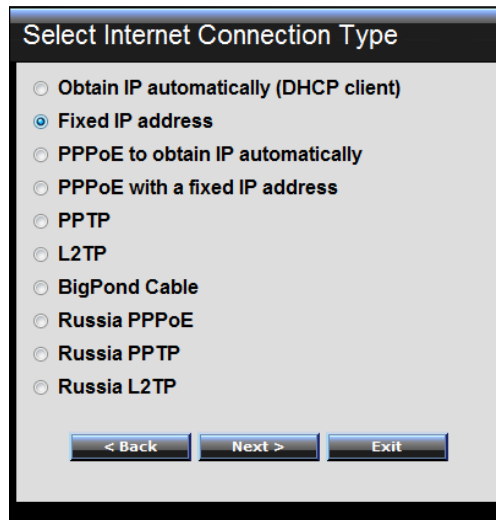 Select Internet Connection Type
Obtain IP automatically (DHCP client)
Fixed IP address
PPPoE to obtain IP automatically
PPPoE with a fixed IP address
PPTP
L2TP
BigPond Cable
Russia PPPoE
Russia PPTP
Russia L2TP
< Back Next > Exit